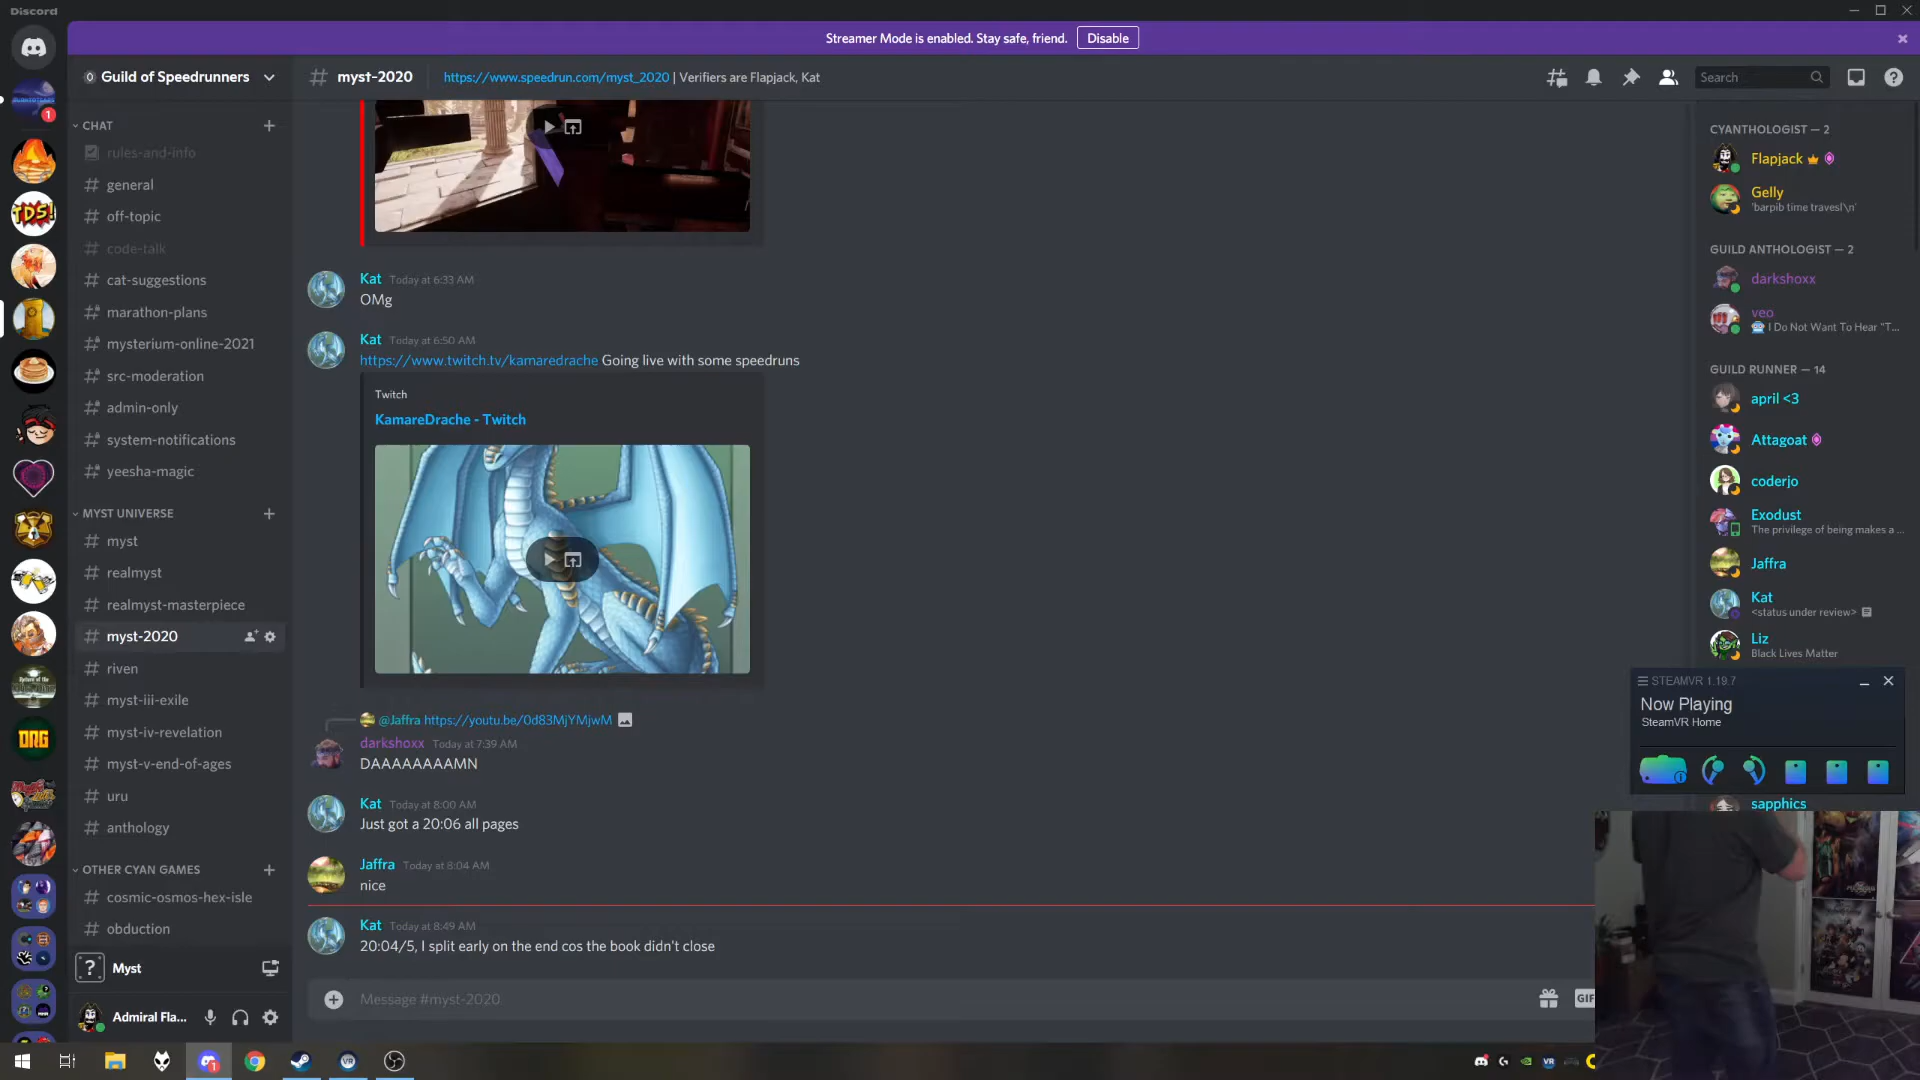 Discord
Streamer Mode is enabled. Stay safe, friend.
Disable
Guild of Speedrunners
myst-2020
https://www.speedrun.com/myst_2020 | Verifiers are Flapjack, Kat
Search
CHAT
rules-and-info
general
off-topic
code-talk
cat-suggestions
marathon-plans
mysterium-online-2021
src-moderation
admin-only
system-notifications
yeesha-magic
MYST UNIVERSE
myst
realmyst
realmyst-masterpiece
myst-2020
riven
myst-iii-exile
myst-iv-revelation
myst-v-end-of-ages
uru
anthology
OTHER CYAN GAMES
cosmic-osmos-hex-isle
obduction
Myst
Admiral Fla...
1
TDS!
Kat Today at 6:33 AM
OMg
Kat Today at 6:50 AM
https://www.twitch.tv/kamaredrache Going live with some speedruns
Twitch
KamareDrache - Twitch
@Jaffra https://youtu.be/0d83MjYMjwM
darkshoxx Today at 7:39 AM
DAAAAAAAAMN
Kat Today at 8:00 AM
Just got a 20:06 all pages
Jaffra Today at 8:04 AM
nice
Kat Today at 8:49 AM
20:04/5, I split early on the end cos the book didn't close
Message #myst-2020
GIF
CYANTHOLOGIST — 2
Flapjack
Gelly
'barpib time travesl\n'
GUILD ANTHOLOGIST — 2
darkshoxx
veo
I Do Not Want To Hear "T...
GUILD RUNNER — 14
april <3
Attagoat
coderjo
Exodust
The privilege of being makes a ...
Jaffra
Kat
<status under review>
Liz
Black Lives Matter
STEAMVR 1.19.7
Now Playing
SteamVR Home
sapphics